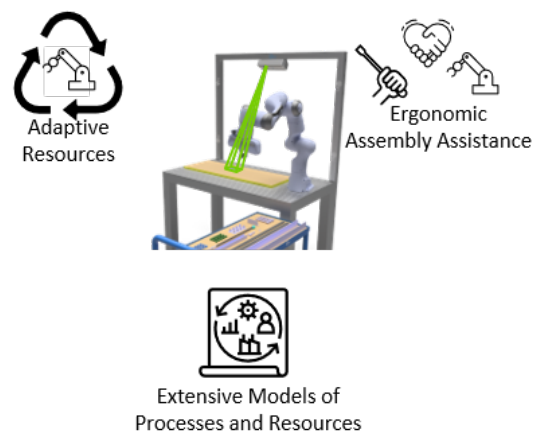 Adaptive
Resources
Ergonomic
Assembly Assistance
Extensive Models of
Processes and Resources